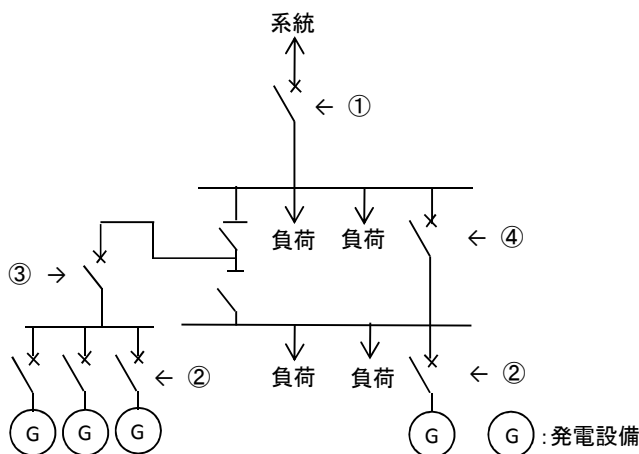 系統
← ①
負荷 負荷
← ④
③ →
← ②
負荷 負荷
← ②
G G G
G
G :発電設備